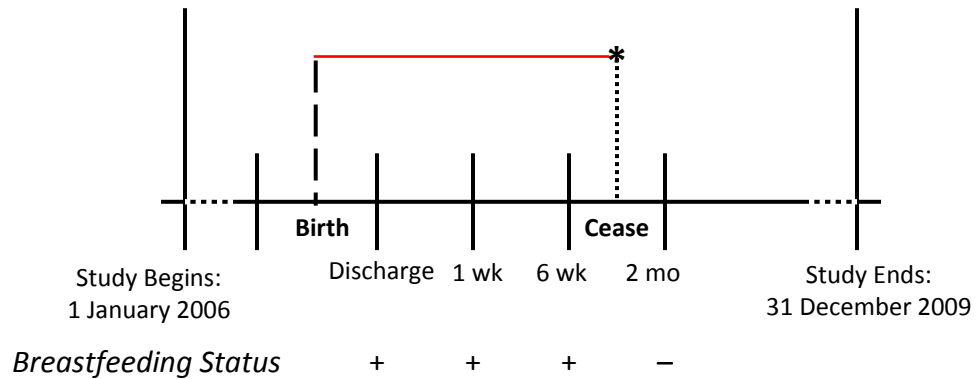 *
Birth
Cease
Discharge 1 wk 6 wk 2 mo
Study Begins:
1 January 2006
Study Ends:
31 December 2009
Breastfeeding Status + + + –